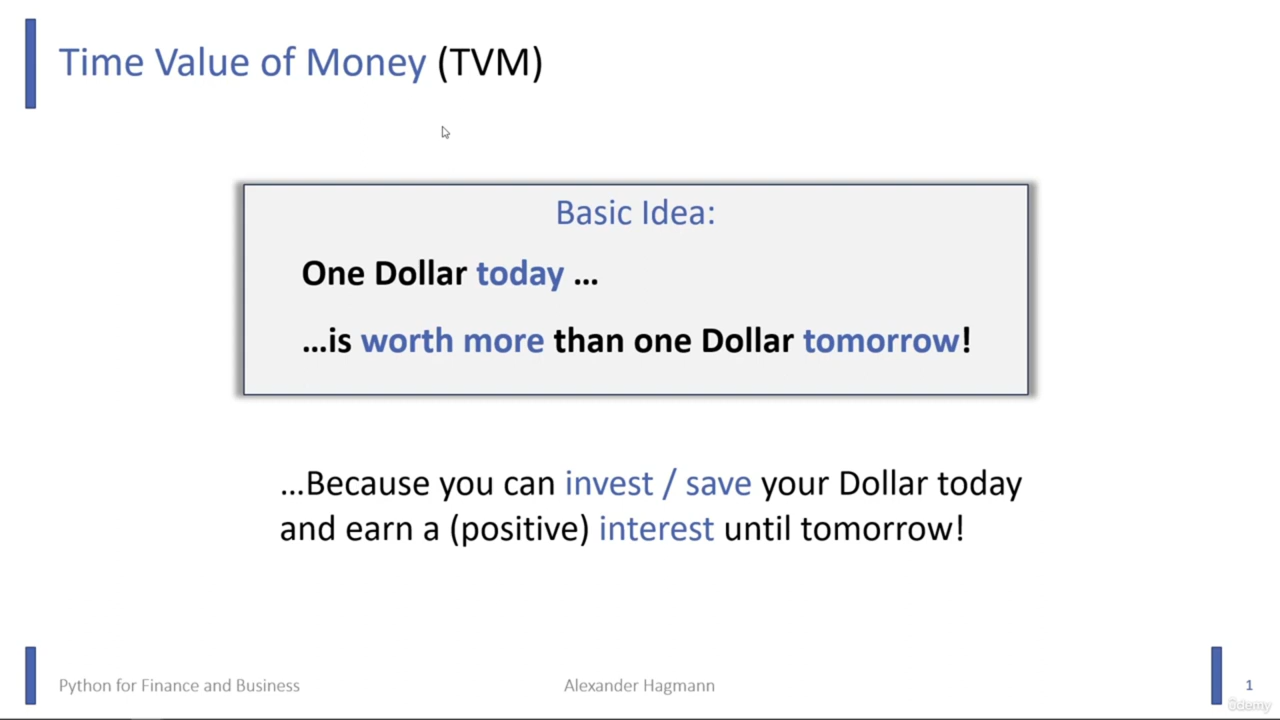 Time Value of Money (TVM)
Basic Idea:
One Dollar today ...
...is worth more than one Dollar tomorrow!
...Because you can invest / save your Dollar today
and earn a (positive) interest until tomorrow!
Python for Finance and Business
Alexander Hagmann
1
ûdemy